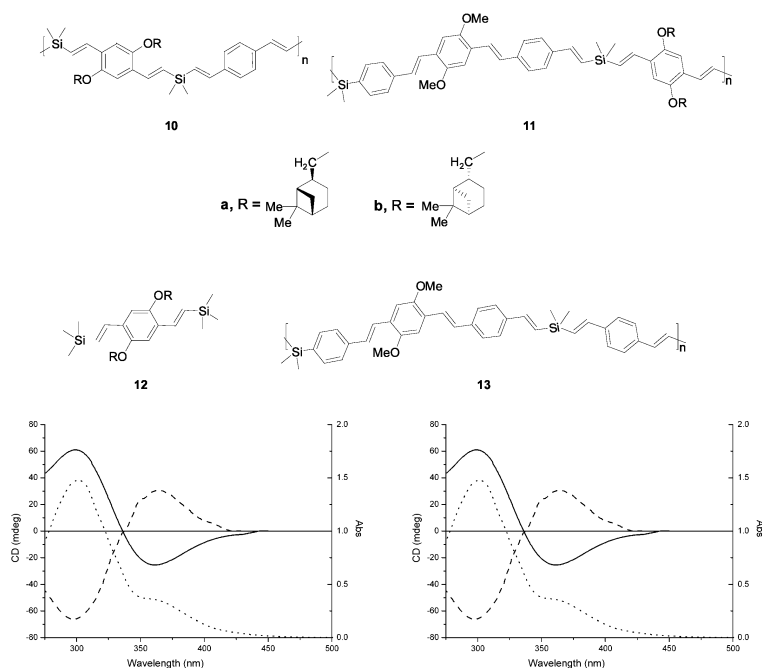 Si
OR
RO
Si
n
10
OMe
Si
OMe
Si
OR
OR
n
11
H2C
a, R = Me
Me
H2C
b, R = Me
Me
Si
OR
Si
RO
12
OMe
Si
MeO
Si
n
13
80
60
40
20
0
-20
-40
-60
-80
CD (mdeg)
2.0
1.5
1.0
0.5
0.0
Abs
300
350
400
450
500
Wavelength (nm)
80
60
40
20
0
-20
-40
-60
-80
CD (mdeg)
2.0
1.5
1.0
0.5
0.0
Abs
300
350
400
450
500
Wavelength (nm)